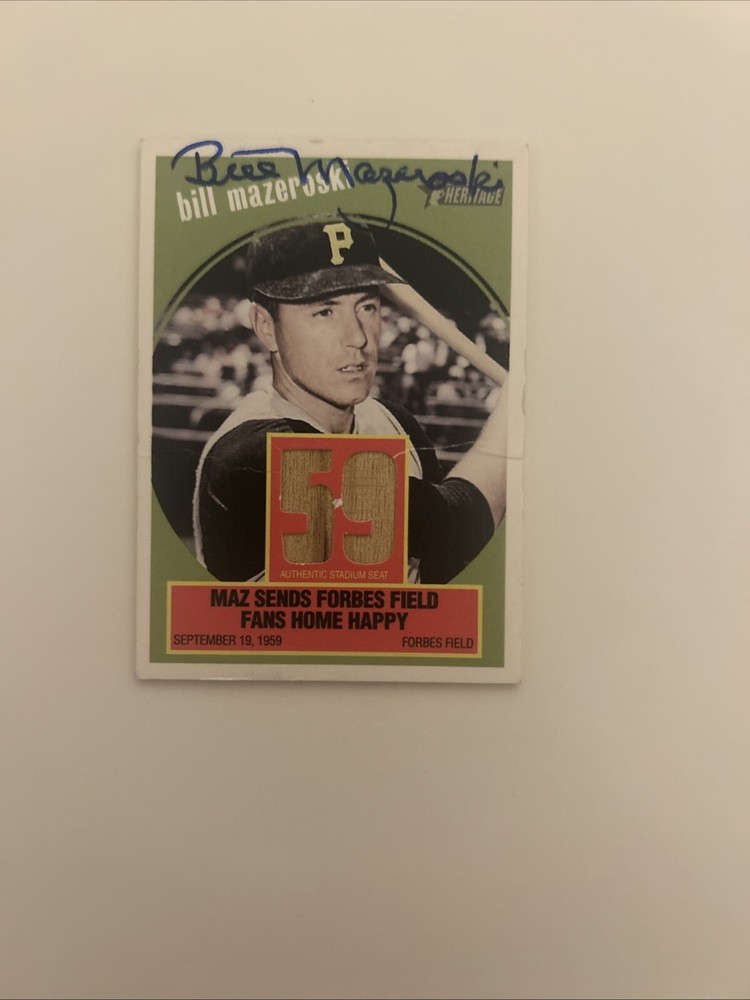 Bill Mazeroski
bill mazeroski
HERITAGE
P
59
AUTHENTIC STADIUM SEAT
MAZ SENDS FORBES FIELD
FANS HOME HAPPY
SEPTEMBER 19, 1959 FORBES FIELD